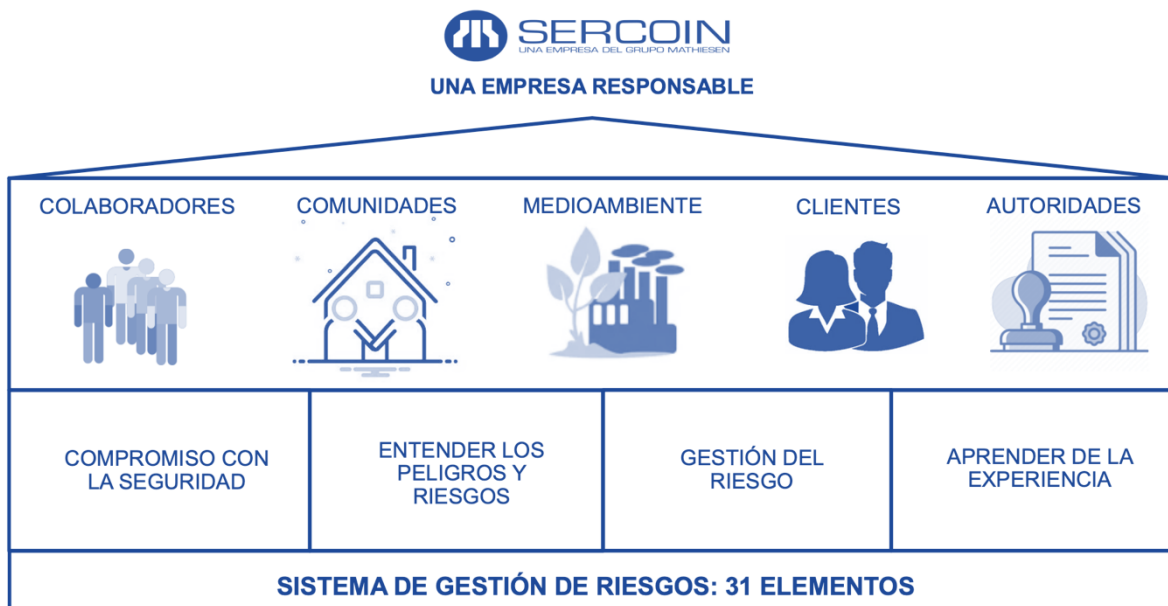 SERCOIN
UNA EMPRESA DEL GRUPO MATHIESEN
UNA EMPRESA RESPONSABLE
COLABORADORES
COMUNIDADES
MEDIOAMBIENTE
CLIENTES
AUTORIDADES
COMPROMISO CON
LA SEGURIDAD
ENTENDER LOS
PELIGROS Y
RIESGOS
GESTIÓN DEL
RIESGO
APRENDER DE LA
EXPERIENCIA
SISTEMA DE GESTIÓN DE RIESGOS: 31 ELEMENTOS